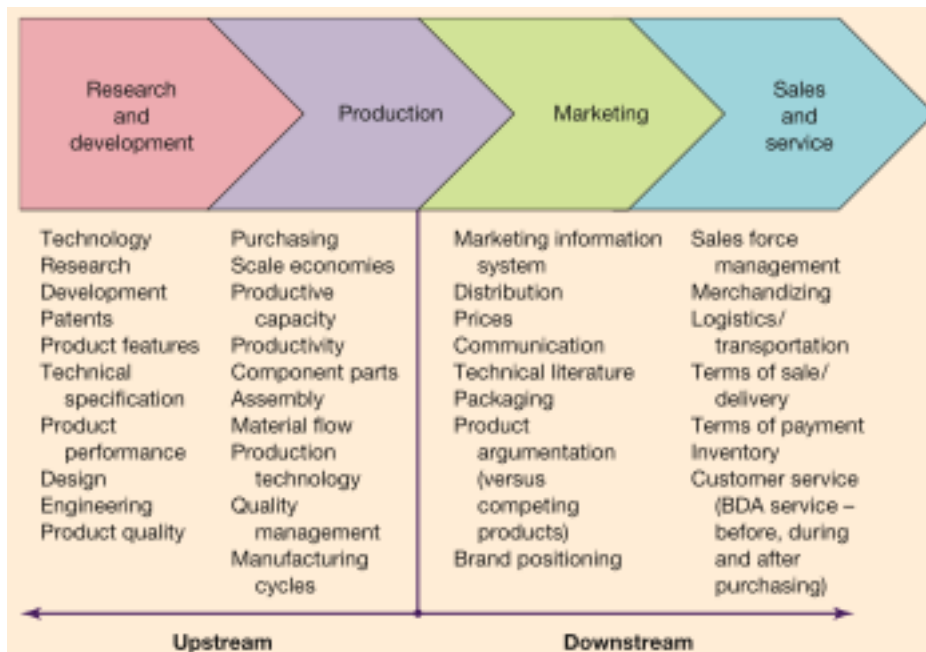 Research
and
development
Production
Marketing
Sales
and
service
Technology
Research
Development
Patents
Product features
Technical
specification
Product
performance
Design
Engineering
Product quality
Purchasing
Scale economies
Productive
capacity
Productivity
Component parts
Assembly
Material flow
Production
technology
Quality
management
Manufacturing
cycles
Marketing information
system
Distribution
Prices
Communication
Technical literature
Packaging
Product
argumentation
(versus
competing
products)
Brand positioning
Sales force
management
Merchandizing
Logistics/
transportation
Terms of sale/
delivery
Terms of payment
Inventory
Customer service
(BDA service –
before, during
and after
purchasing)
Upstream
Downstream